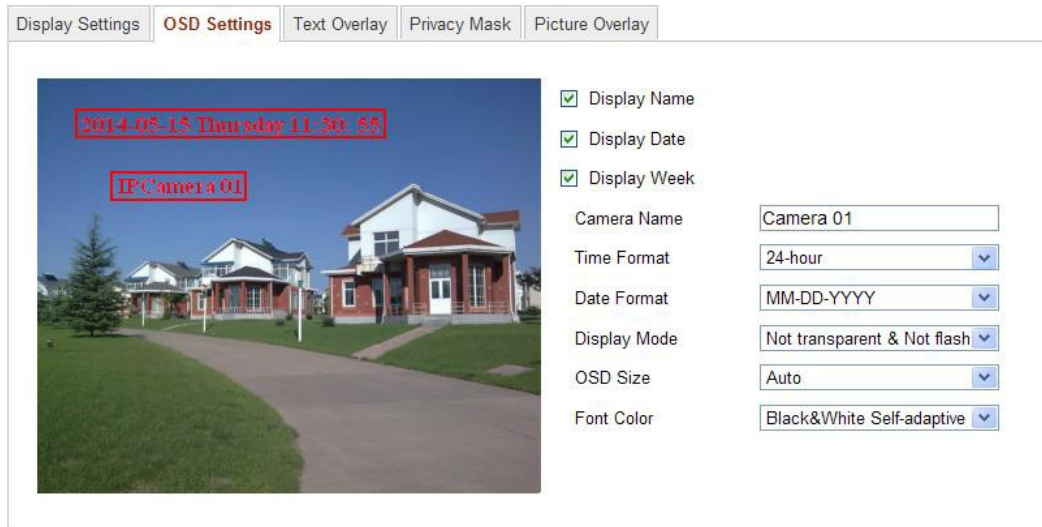 Display Settings OSD Settings Text Overlay Privacy Mask Picture Overlay
2014-05-15 Thursday 11:30: 55
IPCamera 01
Display Name
Display Date
Display Week
Camera Name Camera 01
Time Format 24-hour
Date Format MM-DD-YYYY
Display Mode Not transparent & Not flash
OSD Size Auto
Font Color Black&White Self-adaptive